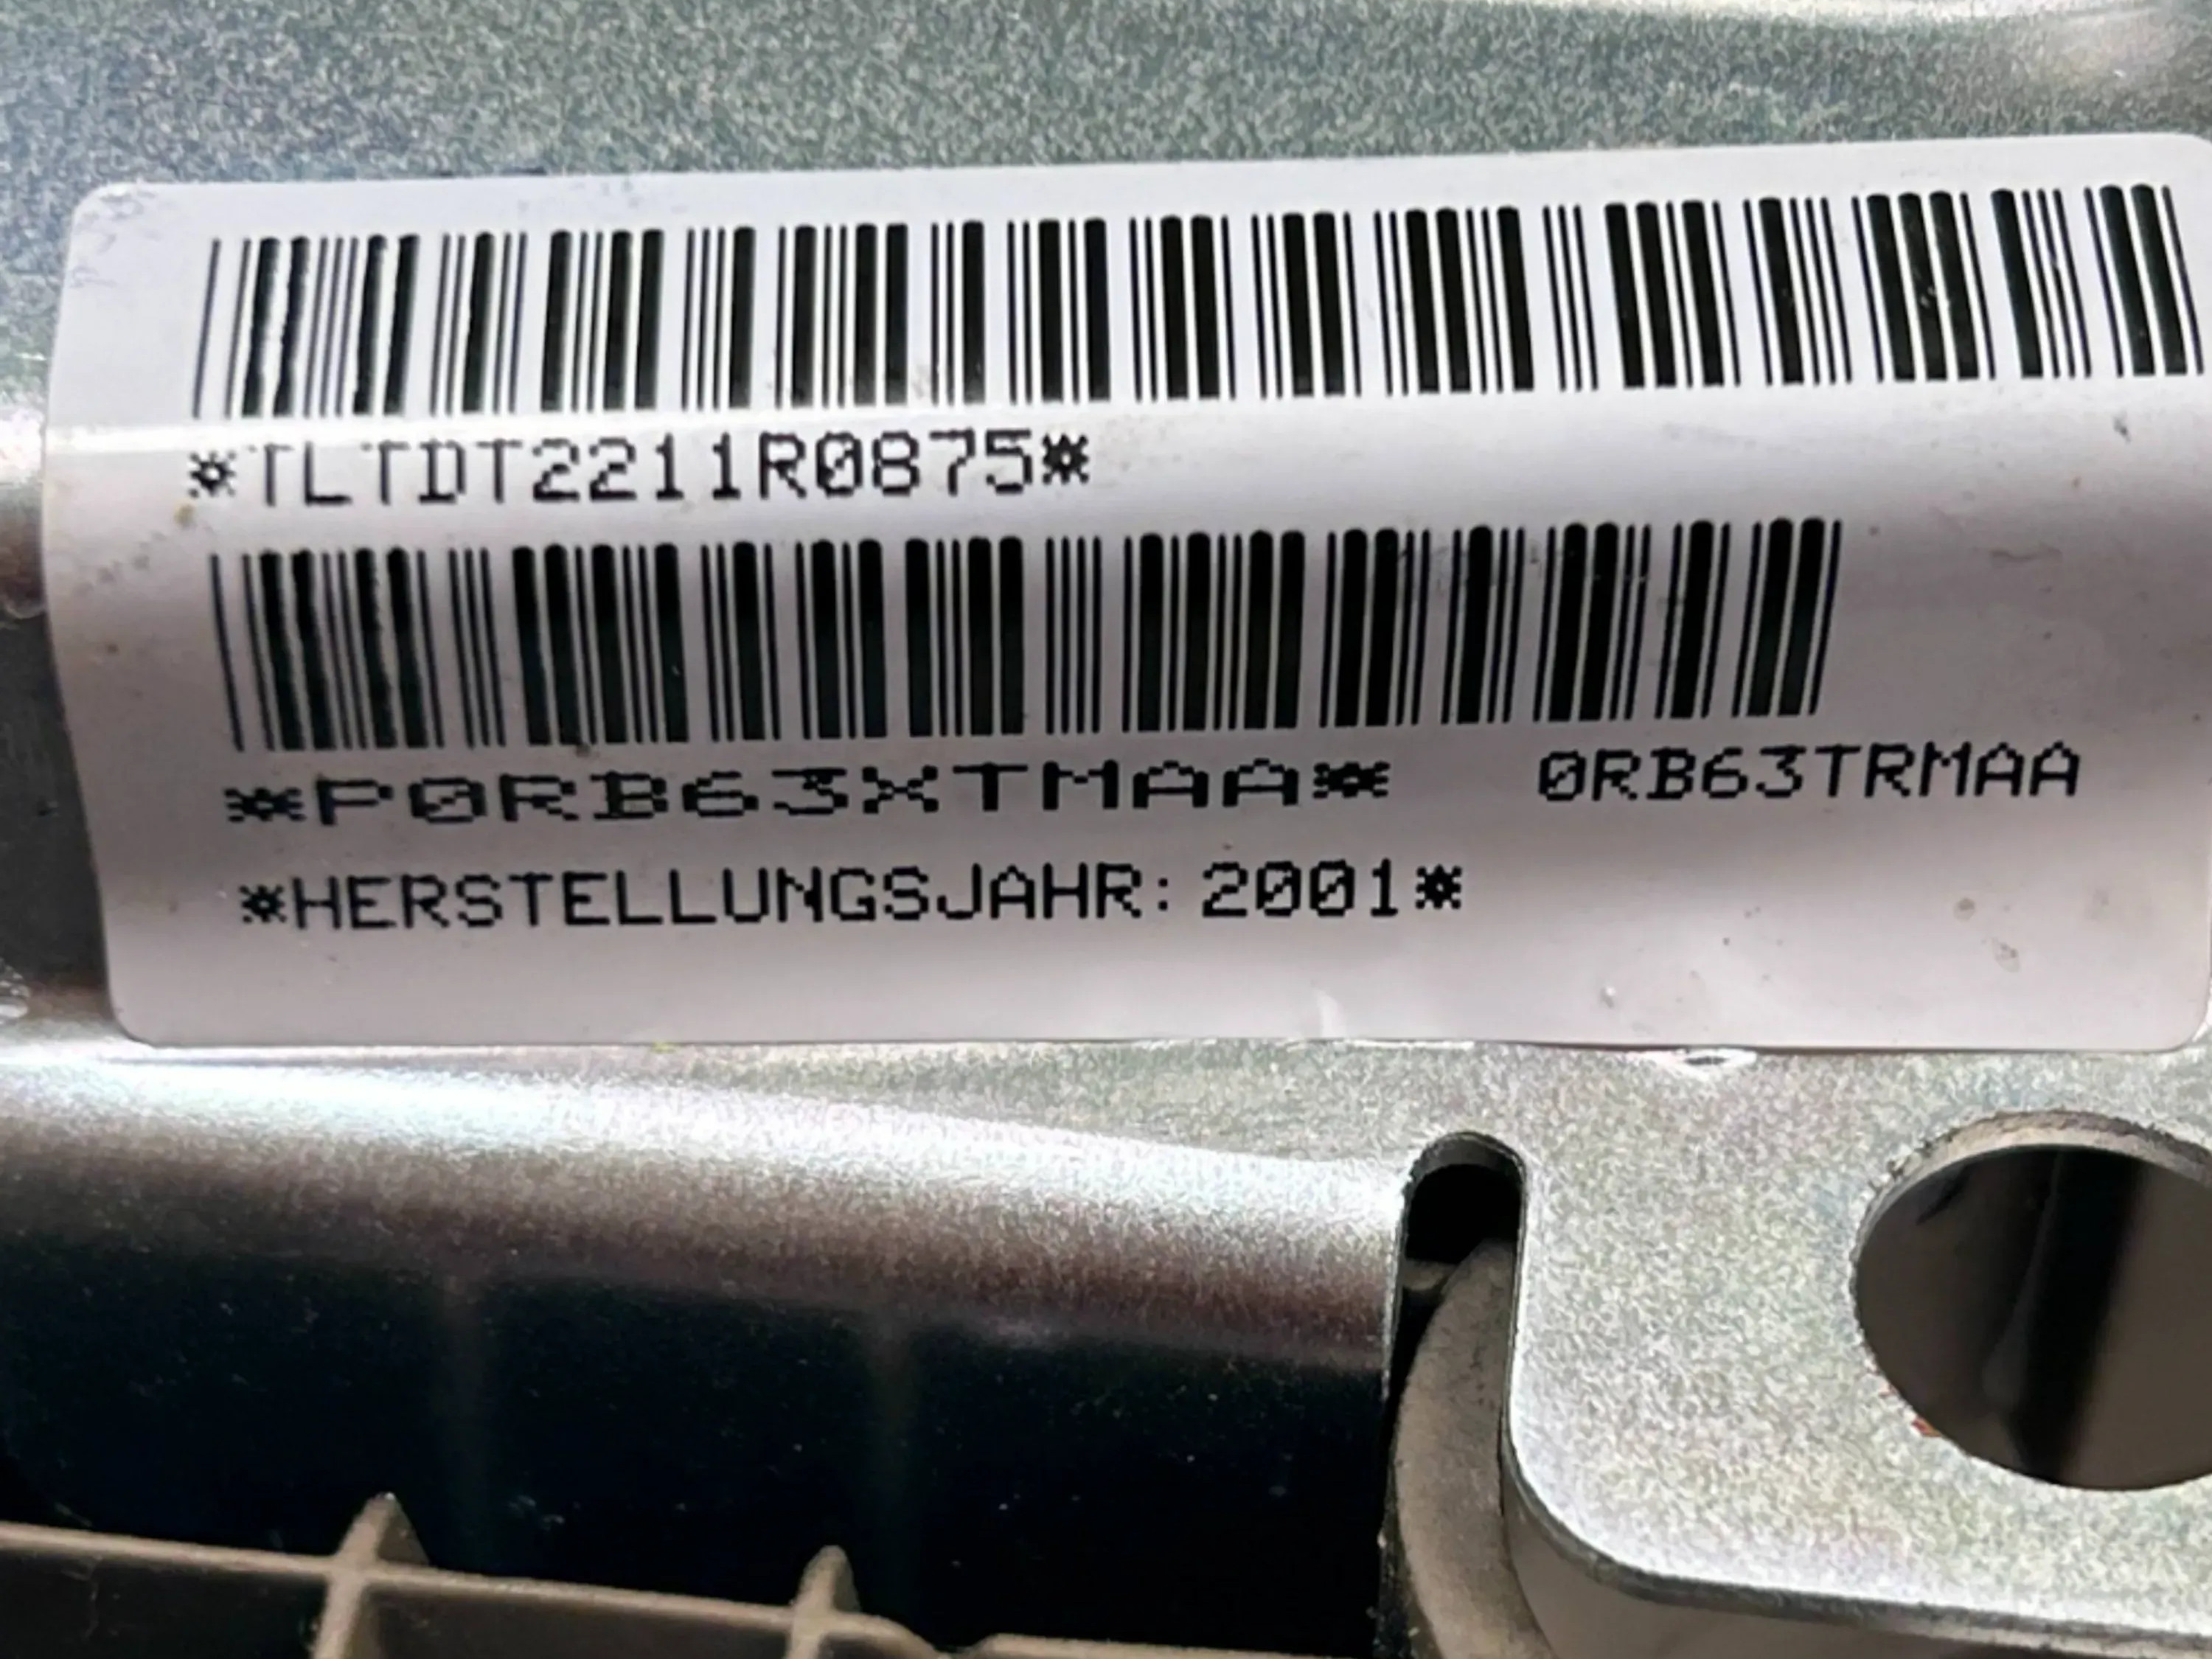 *TLTDT2211R0875*
*P0RB63XTMAA* 0RB63TRMAA
*HERSTELLUNGSJAHR: 2001*